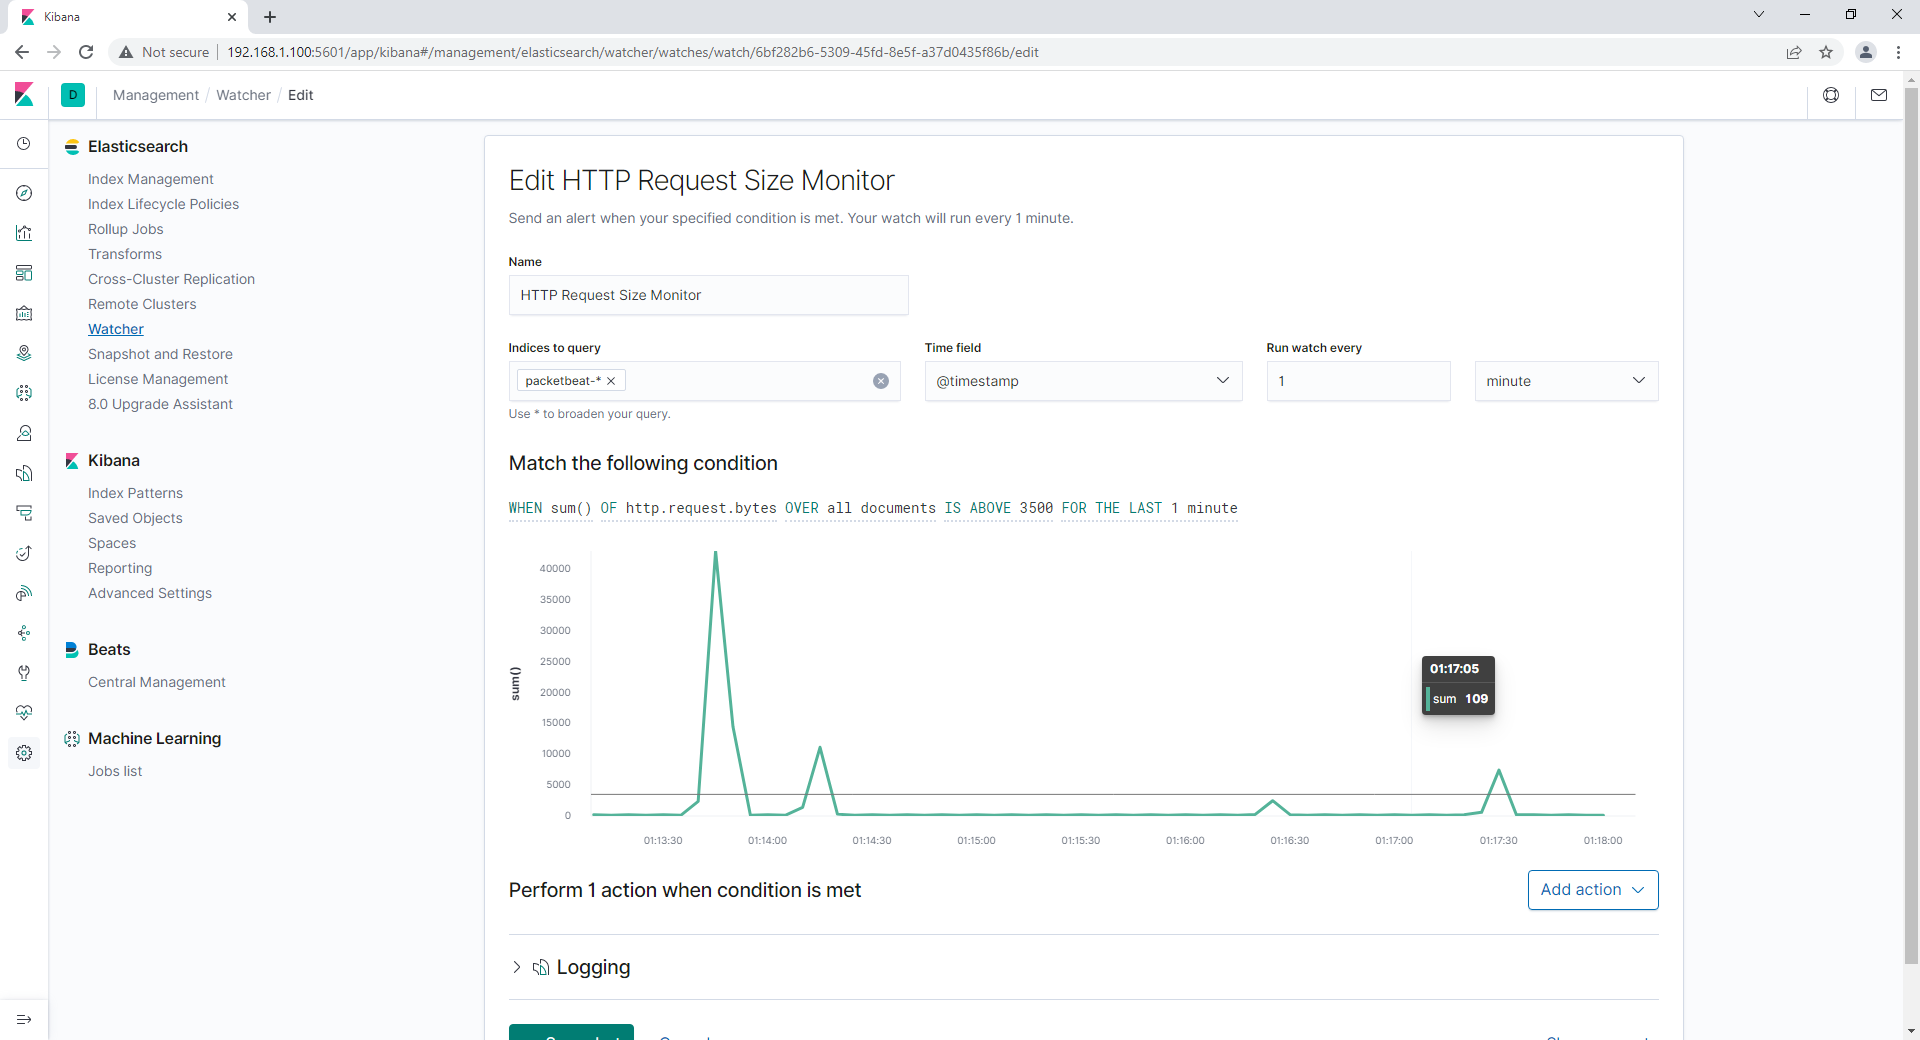 Kibana
Not secure
192.168.1.100:5601/app/kibana#/management/elasticsearch/watcher/watches/watch/6bf282b6-5309-45fd-8e5f-a37d0435f86b/edit
D
Management / Watcher / Edit
Elasticsearch
Index Management
Index Lifecycle Policies
Rollup Jobs
Transforms
Cross-Cluster Replication
Remote Clusters
Watcher
Snapshot and Restore
License Management
8.0 Upgrade Assistant
Kibana
Index Patterns
Saved Objects
Spaces
Reporting
Advanced Settings
Beats
Central Management
Machine Learning
Jobs list
Edit HTTP Request Size Monitor
Send an alert when your specified condition is met. Your watch will run every 1 minute.
Name
HTTP Request Size Monitor
Indices to query
packetbeat-*
Use * to broaden your query.
Time field
@timestamp
Run watch every
1
minute
Match the following condition
WHEN sum() OF http.request.bytes OVER all documents IS ABOVE 3500 FOR THE LAST 1 minute
sum()
40000
35000
30000
25000
20000
15000
10000
5000
0
01:17:05
sum 109
01:13:30
01:14:00
01:14:30
01:15:00
01:15:30
01:16:00
01:16:30
01:17:00
01:17:30
01:18:00
Perform 1 action when condition is met
Add action
Logging